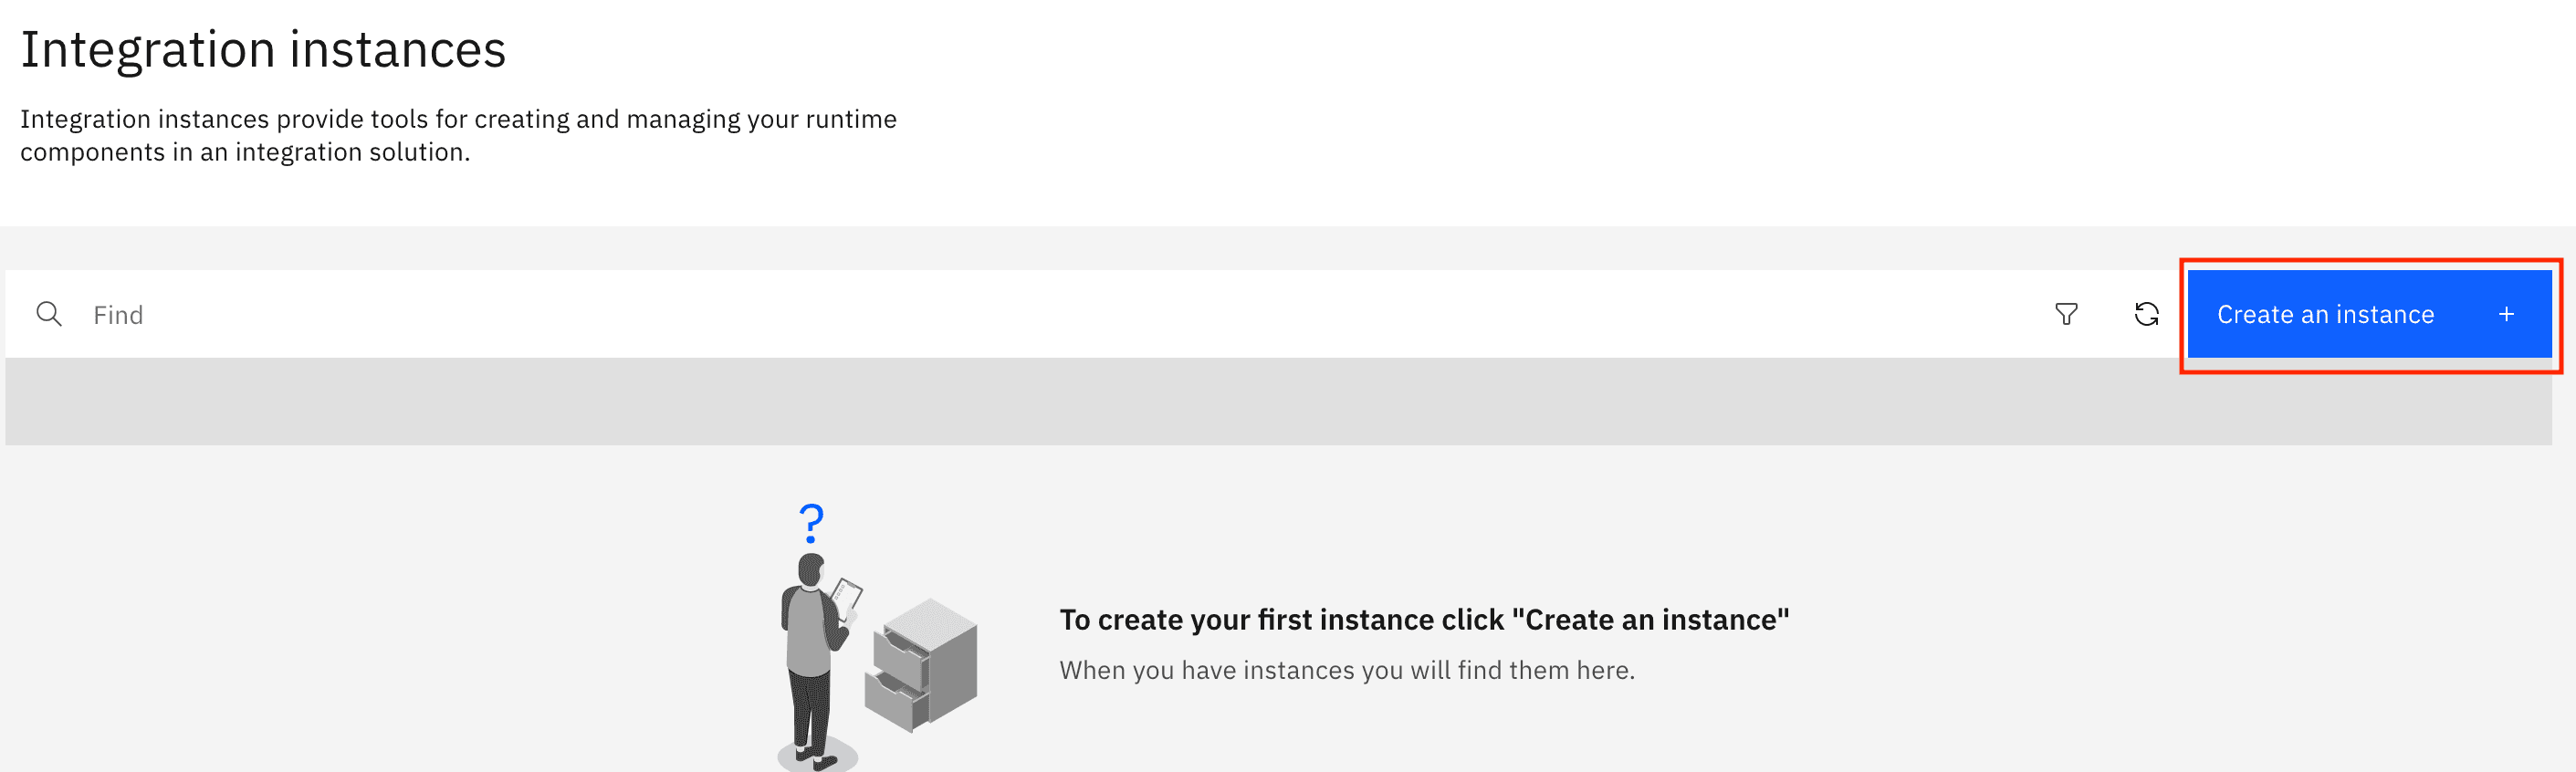 Integration instances
Integration instances provide tools for creating and managing your runtime
components in an integration solution.
Find
Create an instance +
?
To create your first instance click "Create an instance"
When you have instances you will find them here.